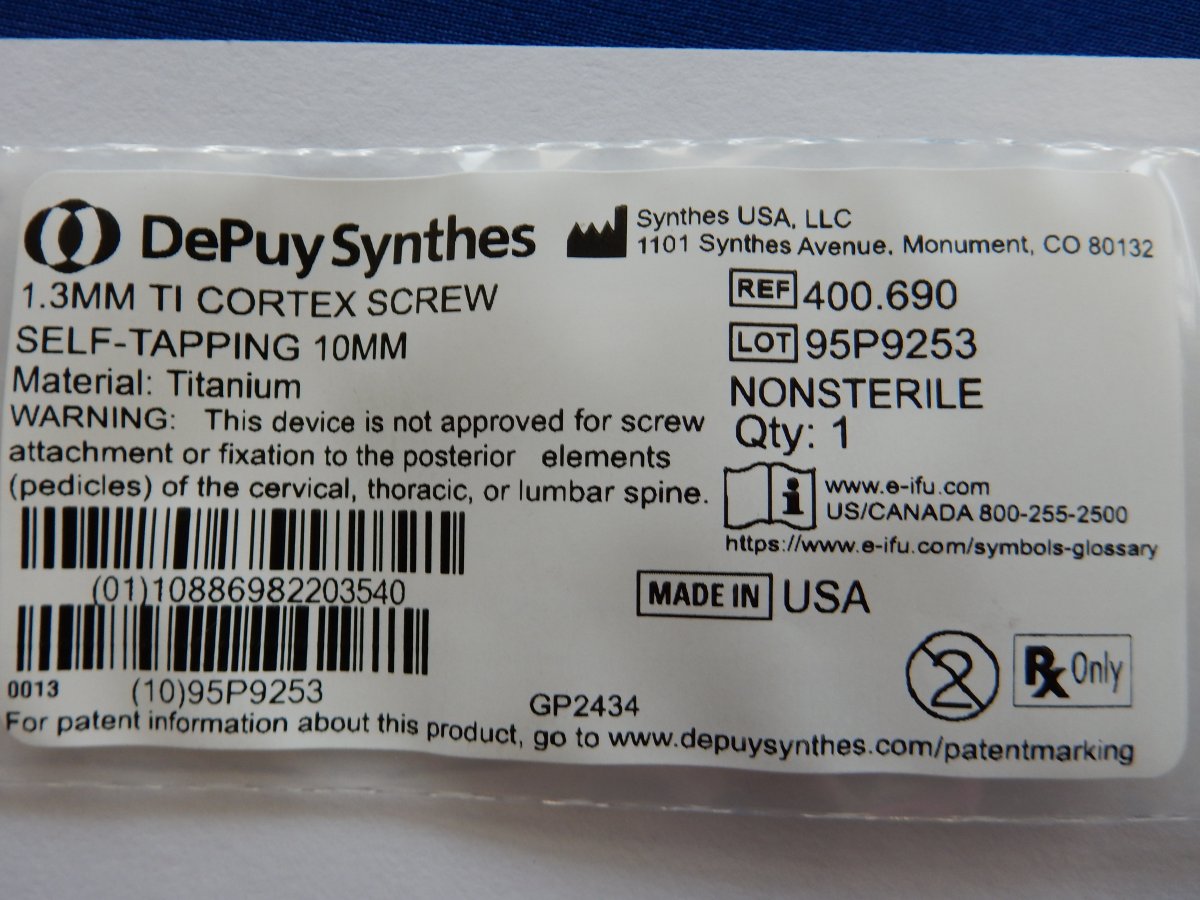 DePuy Synthes
Synthes USA, LLC
1101 Synthes Avenue. Monument, CO 80132
1.3MM TI CORTEX SCREW
SELF-TAPPING 10MM
Material: Titanium
WARNING: This device is not approved for screw
attachment or fixation to the posterior elements
(pedicles) of the cervical, thoracic, or lumbar spine.
REF 400.690
LOT 95P9253
NONSTERILE
Qty: 1
www.e-ifu.com
US/CANADA 800-255-2500
https://www.e-ifu.com/symbols-glossary
(01)10886982203540
MADE IN USA
2
Rx Only
0013 (10)95P9253
GP2434
For patent information about this product, go to www.depuysynthes.com/patentmarking